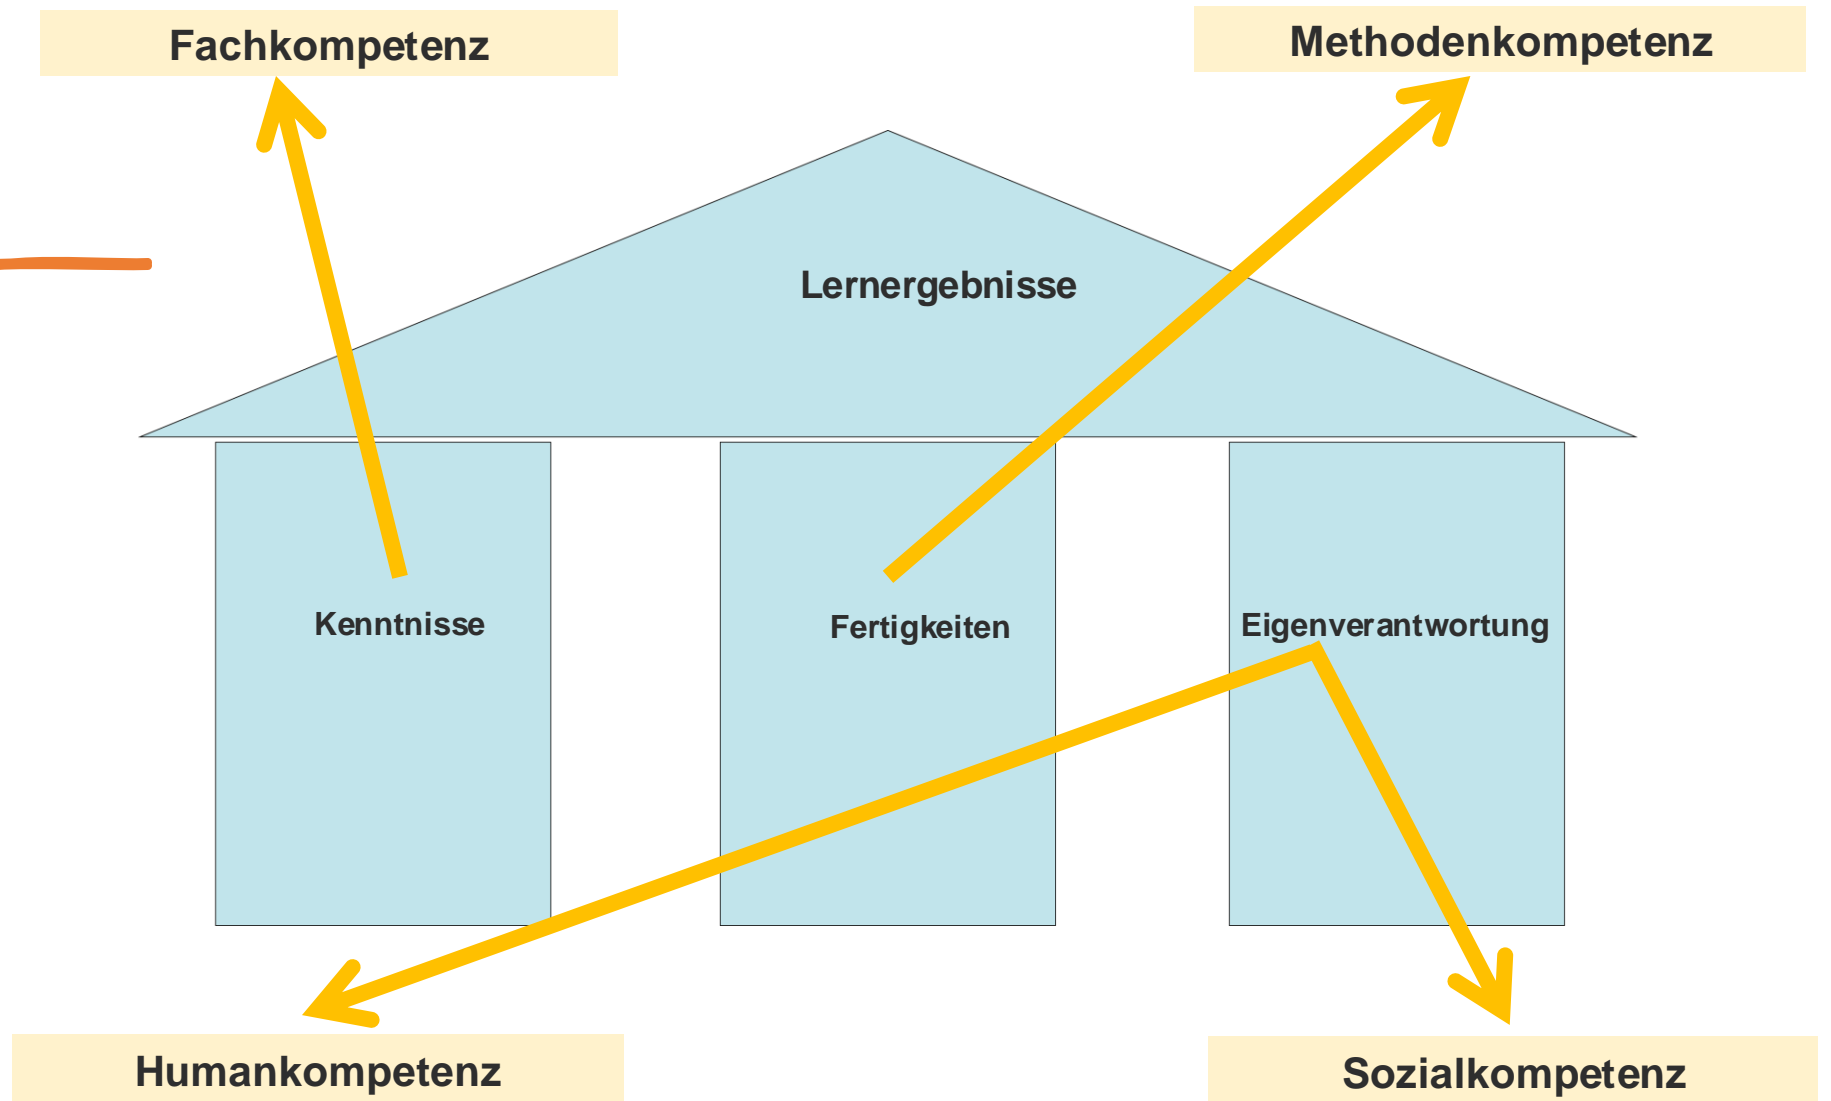 Fachkompetenz
Methodenkompetenz
Lernergebnisse
Kenntnisse
Fertigkeiten
Eigenverantwortung
Humankompetenz
Sozialkompetenz